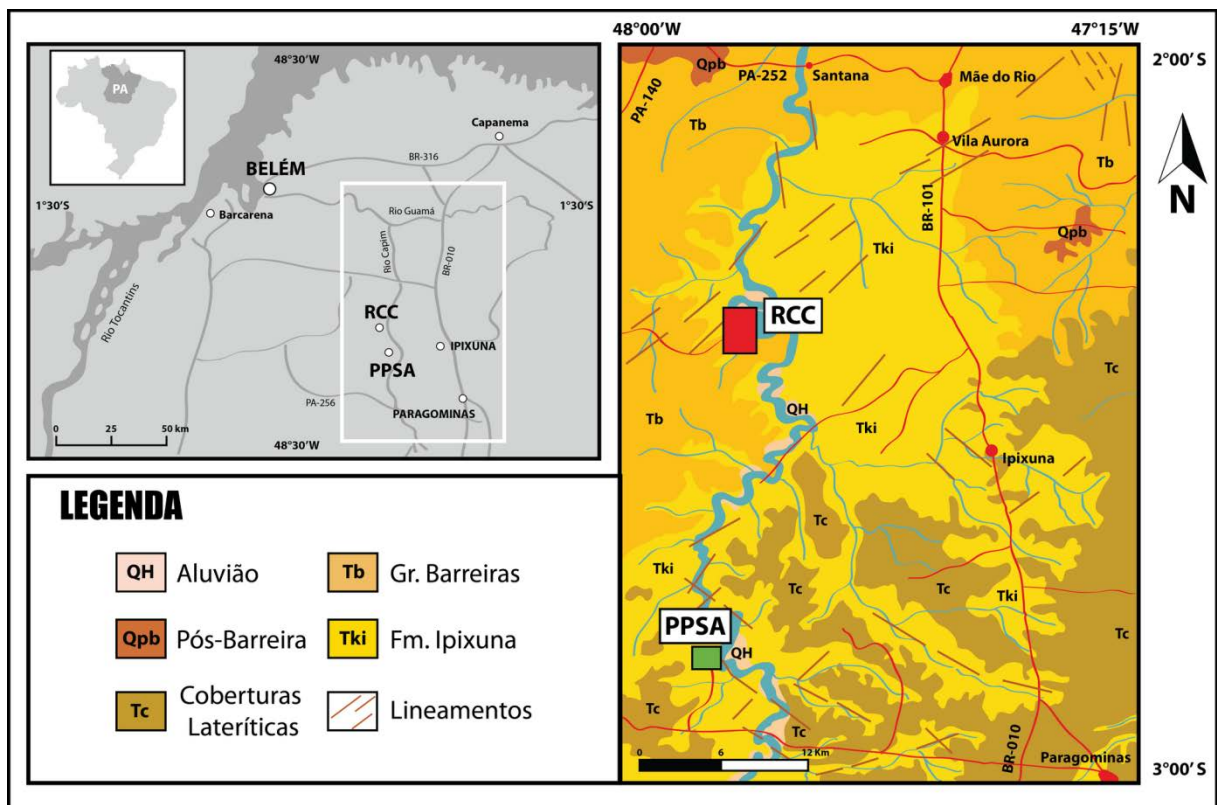 48°30'W
PA
Capanema
BR-316
BELÉM
1°30'S
Barcarena
Rio Guamá
1°30'S
Rio Capim
BR-010
Rio Tocantins
RCC
IPIXUNA
PPSA
PA-256
PARAGOMINAS
0 25 50 km
48°30'W
LEGENDA
QH Aluvião
Tb Gr. Barreiras
Qpb Pós-Barreira
Tki Fm. Ipixuna
Tc Coberturas
Lateríticas
Lineamentos
48°00'W
47°15'W
2°00'S
Qpb
PA-252
Santana
Mãe do Rio
PA-140
Tb
Vila Aurora
Tb
BR-101
N
Qpb
Tki
RCC
Tc
QH
Tb
Tki
Ipixuna
Tc
Tki
Tc
Tc
Tki
PPSA
QH
Tc
Tc
Tc
BR-010
0 6 12 Km
Paragominas
3°00'S